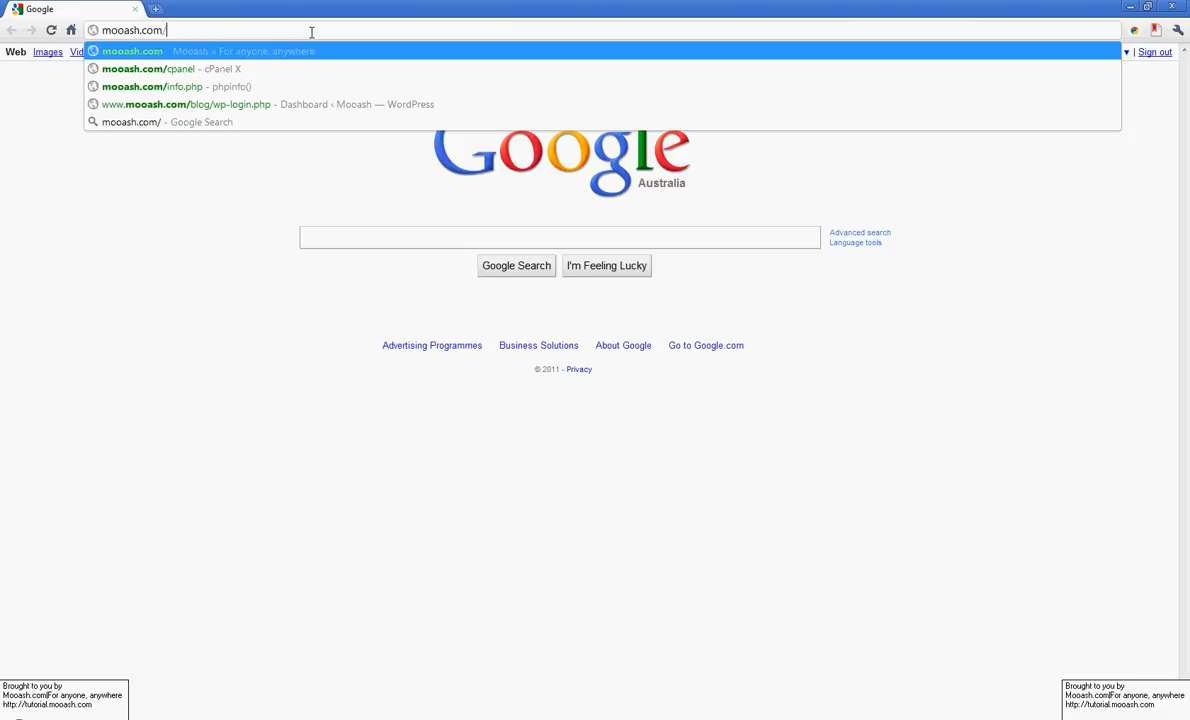 Google
mooash.com/
mooash.com Mooash » For anyone, anywhere
mooash.com/cpanel - cPanel X
mooash.com/info.php - phpinfo()
www.mooash.com/blog/wp-login.php - Dashboard ‹ Mooash — WordPress
mooash.com/ - Google Search
Web Images Vid
▼ | Sign out
Google
Australia
Advanced search
Language tools
Google Search I'm Feeling Lucky
Advertising Programmes Business Solutions About Google Go to Google.com
© 2011 - Privacy
Brought to you by
Mooash.com|For anyone, anywhere
http://tutorial.mooash.com
Brought to you by
Mooash.com|For anyone, anywhere
http://tutorial.mooash.com